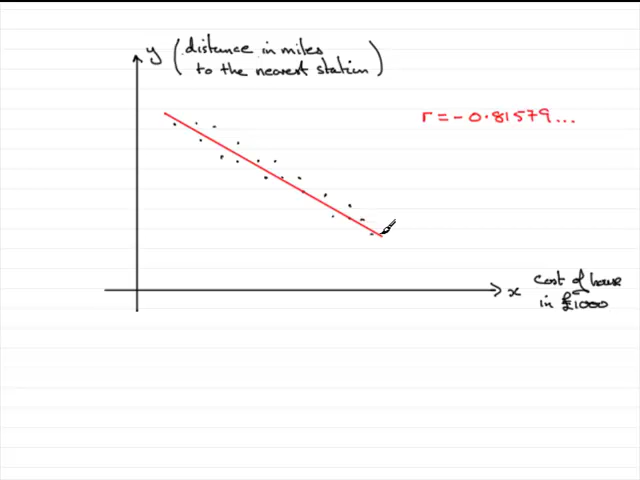 y (distance in miles
to the nearest station)
r = -0.81579...
x cost of house
in £1000